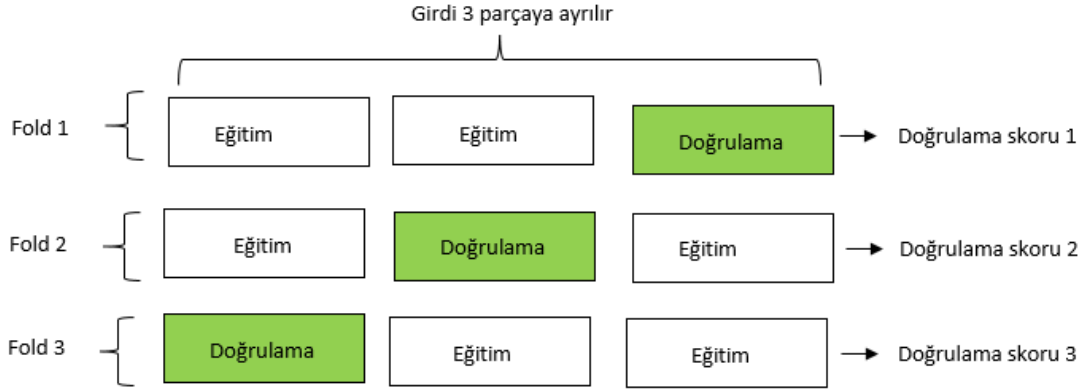 Girdi 3 parçaya ayrılır
Fold 1
Eğitim
Eğitim
Doğrulama
Doğrulama skoru 1
Fold 2
Eğitim
Doğrulama
Eğitim
Doğrulama skoru 2
Fold 3
Doğrulama
Eğitim
Eğitim
Doğrulama skoru 3